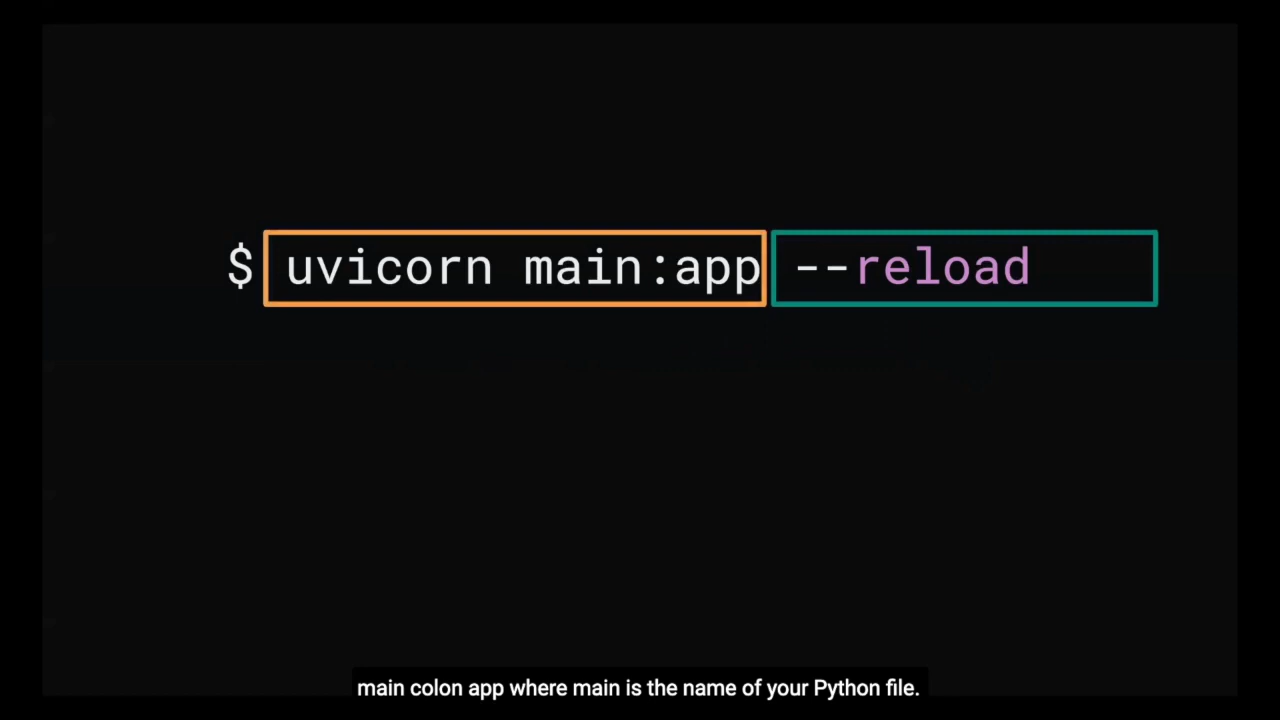 $ uvicorn main:app --reload
main colon app where main is the name of your Python file.